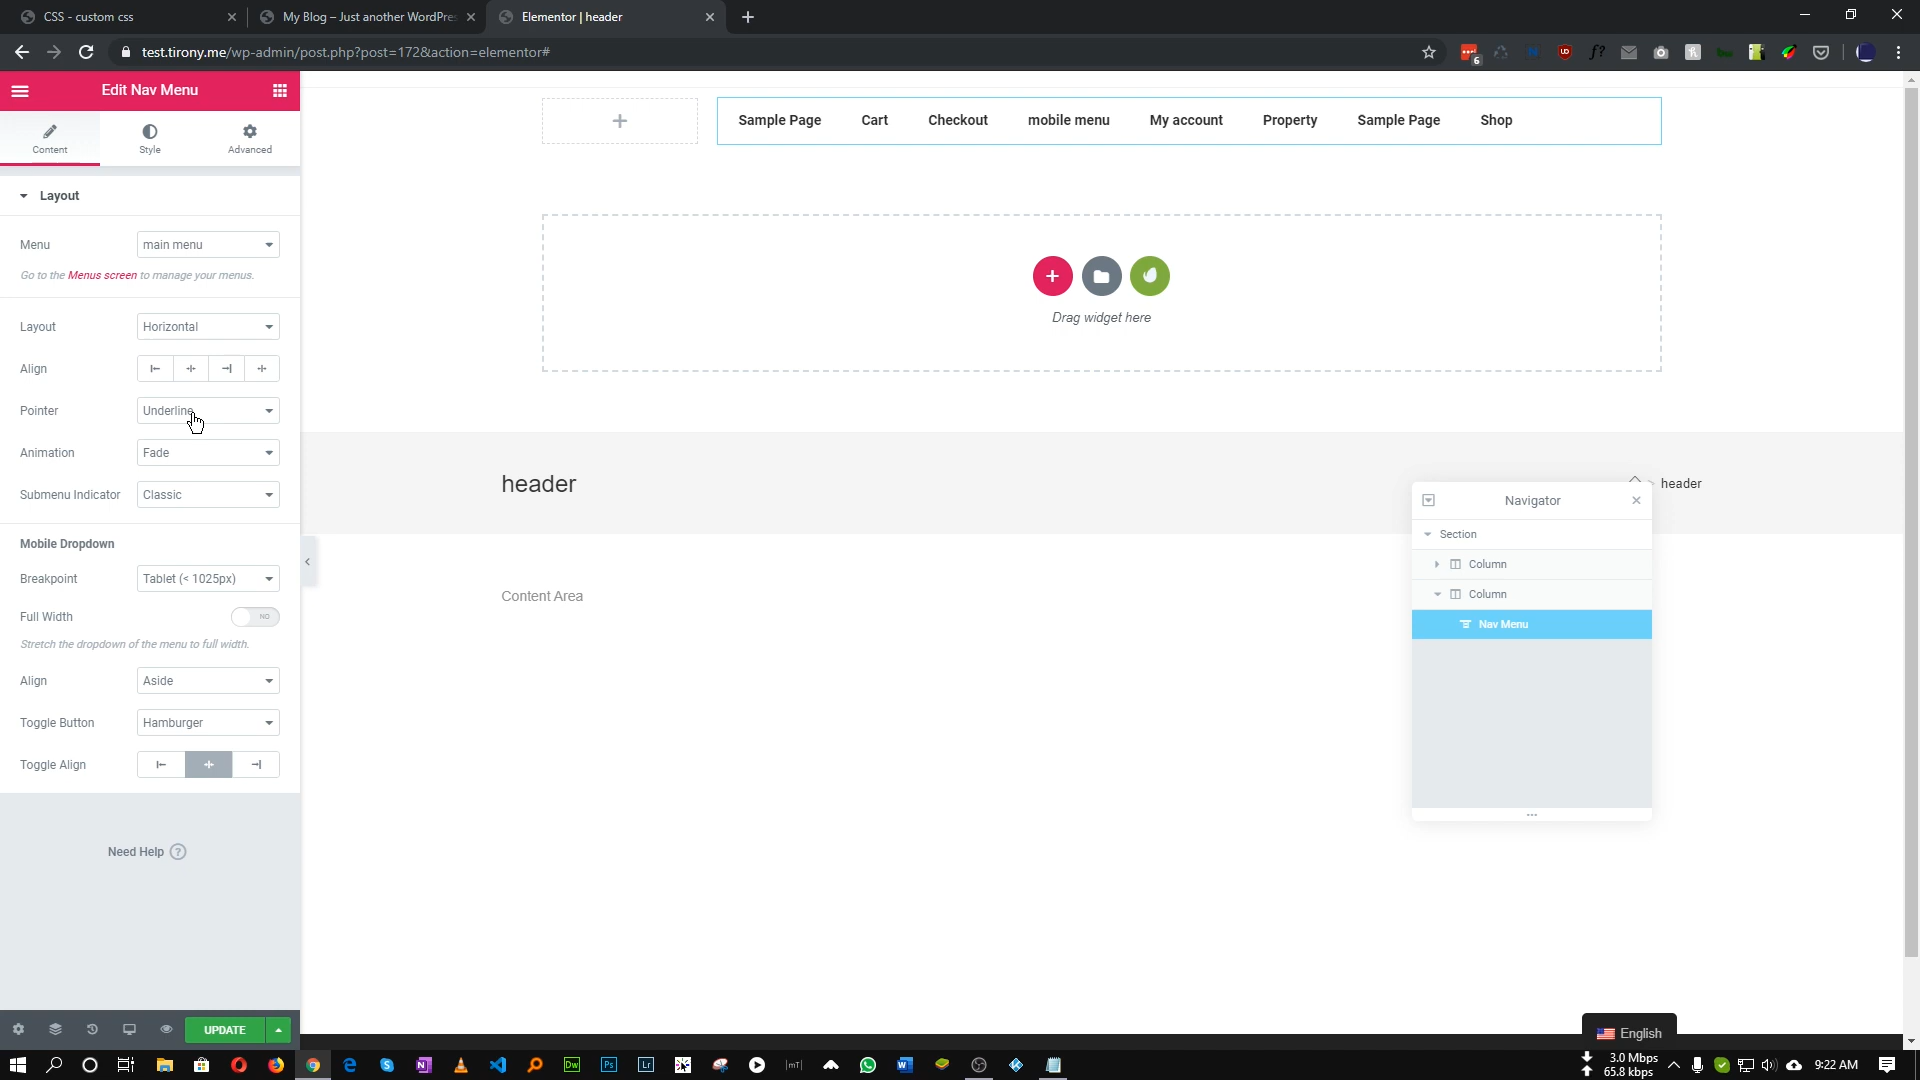 CSS - custom css
My Blog – Just another WordPres
Elementor | header
test.tirony.me/wp-admin/post.php?post=172&action=elementor#
6
Edit Nav Menu
Content
Style
Advanced
Layout
Menu
main menu
Go to the Menus screen to manage your menus.
Layout
Horizontal
Align
Pointer
Underline
Animation
Fade
Submenu Indicator
Classic
Mobile Dropdown
Breakpoint
Tablet (< 1025px)
Full Width
NO
Stretch the dropdown of the menu to full width.
Align
Aside
Toggle Button
Hamburger
Toggle Align
Need Help ?
UPDATE
Sample Page Cart Checkout mobile menu My account Property Sample Page Shop
Drag widget here
header
header
Content Area
Navigator
Section
Column
Column
Nav Menu
English
3.0 Mbps
65.8 kbps
9:22 AM